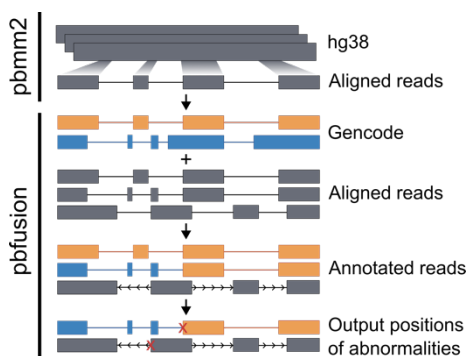 pbmm2
hg38
Aligned reads
pbfusion
Gencode
+
Aligned reads
Annotated reads
X
Output positions
of abnormalities
X